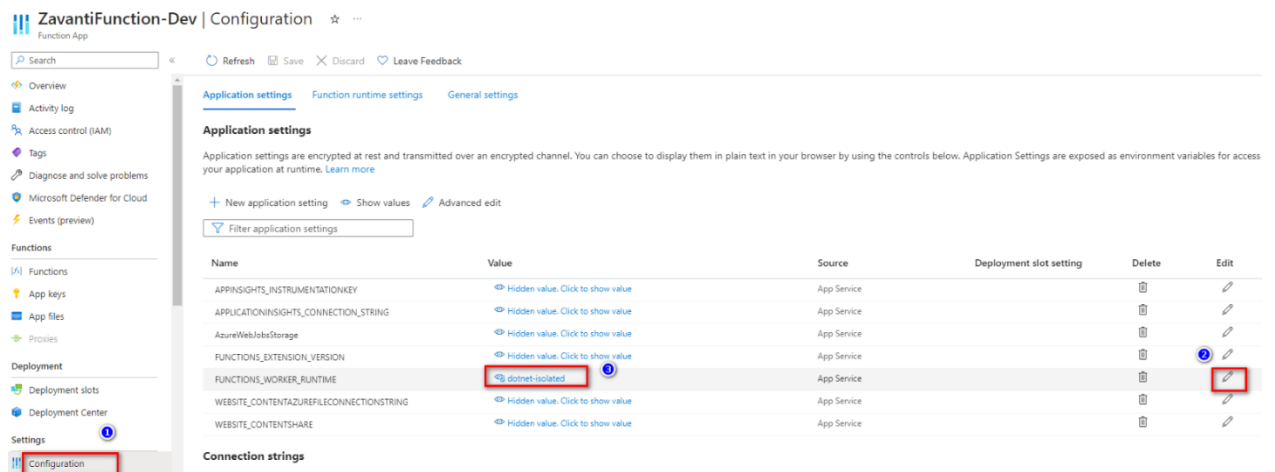 ZavantiFunction-Dev | Configuration ☆ ...
Function App
Search «
Overview
Activity log
Access control (IAM)
Tags
Diagnose and solve problems
Microsoft Defender for Cloud
Events (preview)
Functions
Functions
App keys
App files
Proxies
Deployment
Deployment slots
Deployment Center
Settings
1
Configuration
Refresh Save Discard Leave Feedback
Application settings Function runtime settings General settings
Application settings
Application settings are encrypted at rest and transmitted over an encrypted channel. You can choose to display them in plain text in your browser by using the controls below. Application Settings are exposed as environment variables for access
your application at runtime. Learn more
New application setting Show values Advanced edit
Filter application settings
Name Value Source Deployment slot setting Delete Edit
APPINSIGHTS_INSTRUMENTATIONKEY Hidden value. Click to show value App Service
APPLICATIONINSIGHTS_CONNECTION_STRING Hidden value. Click to show value App Service
AzureWebJobsStorage Hidden value. Click to show value App Service
FUNCTIONS_EXTENSION_VERSION Hidden value. Click to show value App Service 2
FUNCTIONS_WORKER_RUNTIME dotnet-isolated 3 App Service
WEBSITE_CONTENTAZUREFILECONNECTIONSTRING Hidden value. Click to show value App Service
WEBSITE_CONTENTSHARE Hidden value. Click to show value App Service
Connection strings